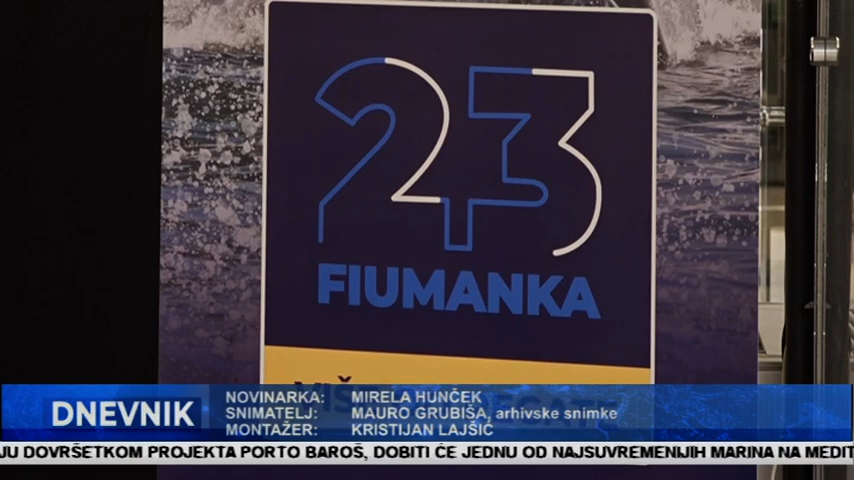 23
FIUMANKA
DNEVNIK
NOVINARKA: MIRELA HUNČEK
SNIMATELJ: MAURO GRUBIŠA, arhivske snimke
MONTAŽER: KRISTIJAN LAJŠIĆ
JU DOVRŠETKOM PROJEKTA PORTO BAROŠ, DOBITI ĆE JEDNU OD NAJSUVREMENIJIH MARINA NA MEDIT